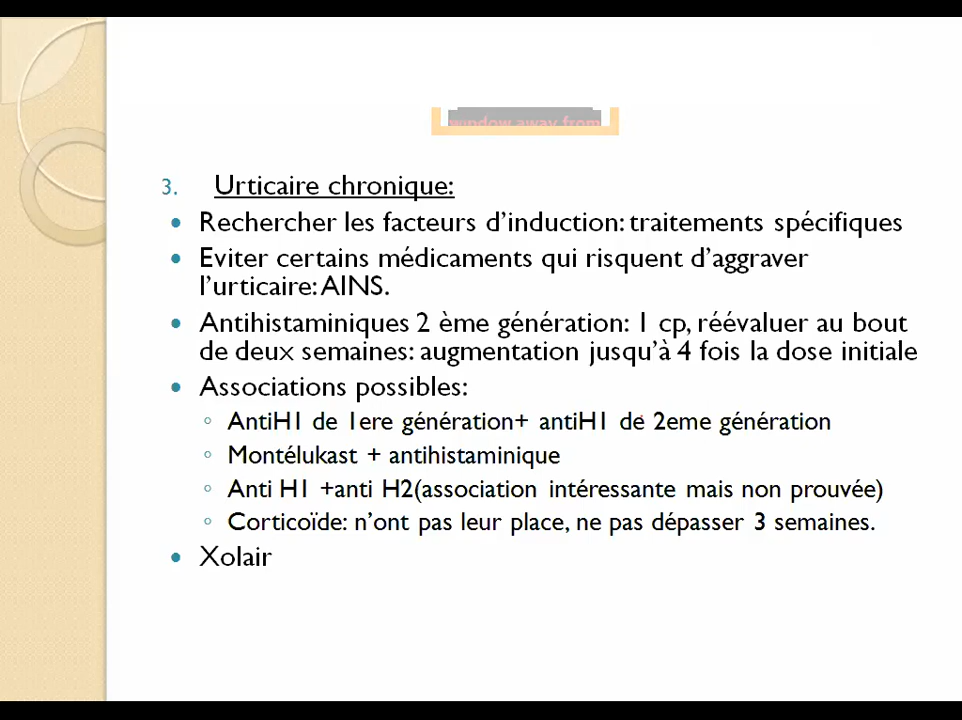 window away from
3. Urticaire chronique:
• Rechercher les facteurs d’induction: traitements spécifiques
• Eviter certains médicaments qui risquent d’aggraver
l’urticaire: AINS.
• Antihistaminiques 2 ème génération: 1 cp, réévaluer au bout
de deux semaines: augmentation jusqu’à 4 fois la dose initiale
• Associations possibles:
◦ AntiH1 de 1ere génération+ antiH1 de 2eme génération
◦ Montélukast + antihistaminique
◦ Anti H1 +anti H2(association intéressante mais non prouvée)
◦ Corticoïde: n’ont pas leur place, ne pas dépasser 3 semaines.
• Xolair